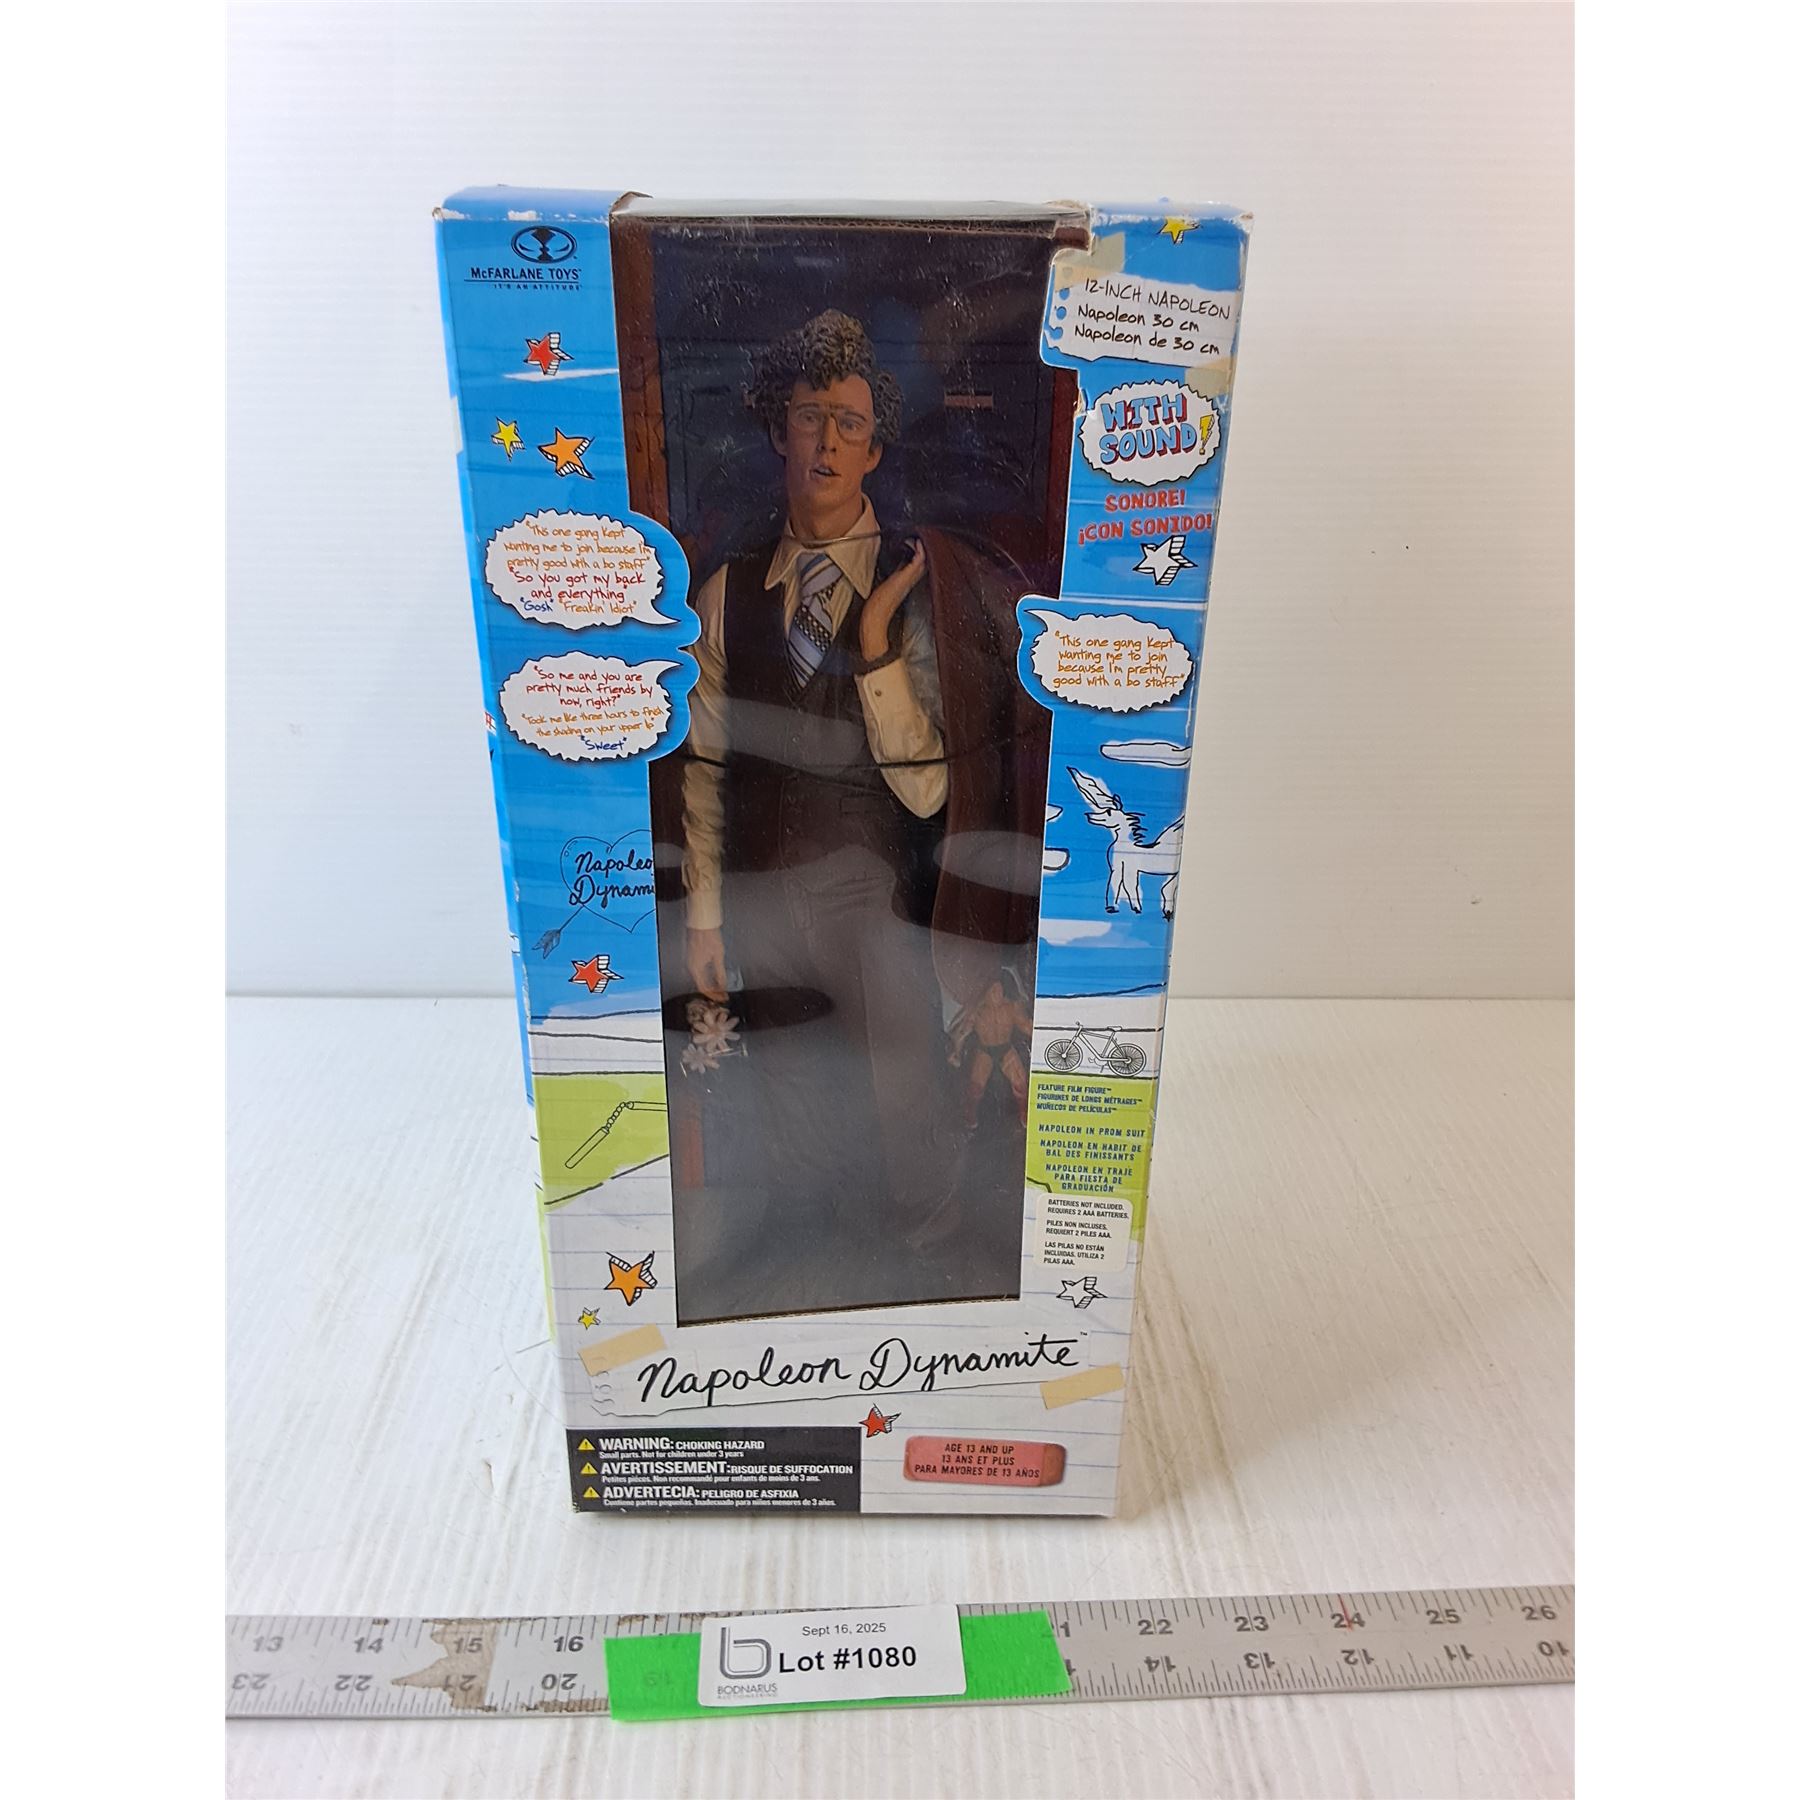 McFARLANE TOYS
IT'S AN ATTITUDE
12-INCH NAPOLEON
Napoleon 30 cm
Napoleon de 30 cm
WITH
SOUND!
SONORE!
¡CON SONIDO!
"This one gang kept
wanting me to join because I'm
pretty good with a bo staff"
"So you got my back
and everything"
"Gosh" "Freakin' Idiot"
"So me and you are
pretty much friends by
now, right?"
"Took me like three hours to finish
the shading on your upper lip"
"Sweet"
"This one gang kept
wanting me to join
because I'm pretty
good with a bo staff"
Napoleo
Dynami
FEATURE FILM FIGURE™
FIGURINES DE LONGS MÉTRAGES™
MUÑECOS DE PELÍCULAS™
NAPOLEON IN PROM SUIT
NAPOLEON EN HABIT DE
BAL DES FINISSANTS
NAPOLEON EN TRAJE
PARA FIESTA DE
GRADUACIÓN
BATTERIES NOT INCLUDED.
REQUIRES 2 AAA BATTERIES.
PILES NON INCLUSES.
REQUIERT 2 PILES AAA.
LAS PILAS NO ESTÁN
INCLUIDAS. UTILIZA 2
PILAS AAA.
Napoleon Dynamite™
WARNING: CHOKING HAZARD
Small parts. Not for children under 3 years
AVERTISSEMENT: RISQUE DE SUFFOCATION
Petites pièces. Non recommandé pour enfants de moins de 3 ans.
ADVERTECIA: PELIGRO DE ASFIXIA
Contiene partes pequeñas. Inadecuado para niños menores de 3 años.
AGE 13 AND UP
13 ANS ET PLUS
PARA MAYORES DE 13 AÑOS
13 14 15 16 17 21 22 23 24 25 26
23 22 21 20 19 14 13 12 11 10
Sept 16, 2025
Lot #1080
BODNARUS
AUCTIONEERING